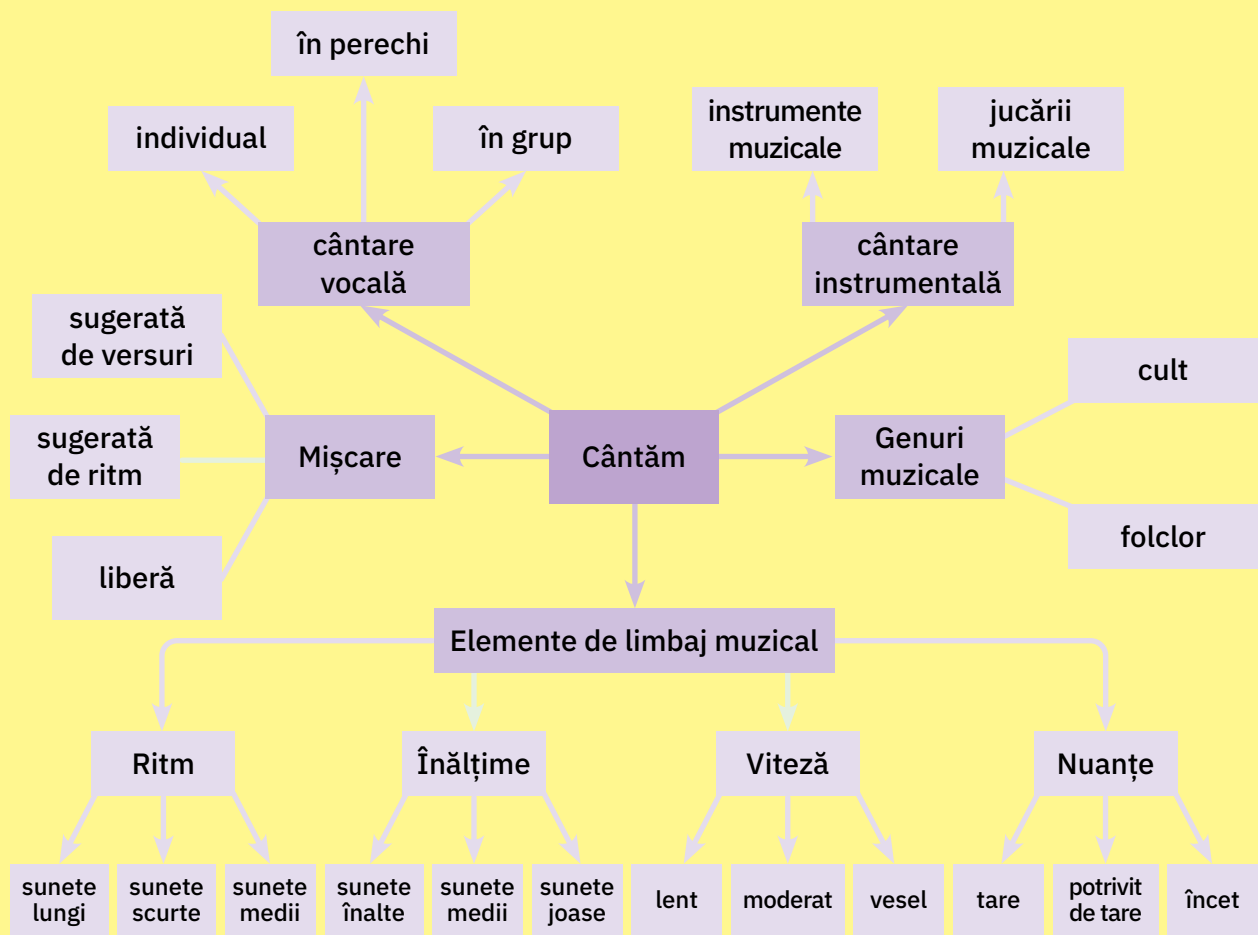 în perechi
individual
în grup
instrumente
muzicale
jucării
muzicale
cântare
vocală
cântare
instrumentală
sugerată
de versuri
cult
sugerată
de ritm
Mișcare
Cântăm
Genuri
muzicale
liberă
folclor
Elemente de limbaj muzical
Ritm
Înălțime
Viteză
Nuanțe
sunete
lungi
sunete
scurte
sunete
medii
sunete
înalte
sunete
medii
sunete
joase
lent
moderat
vesel
tare
potrivit
de tare
încet